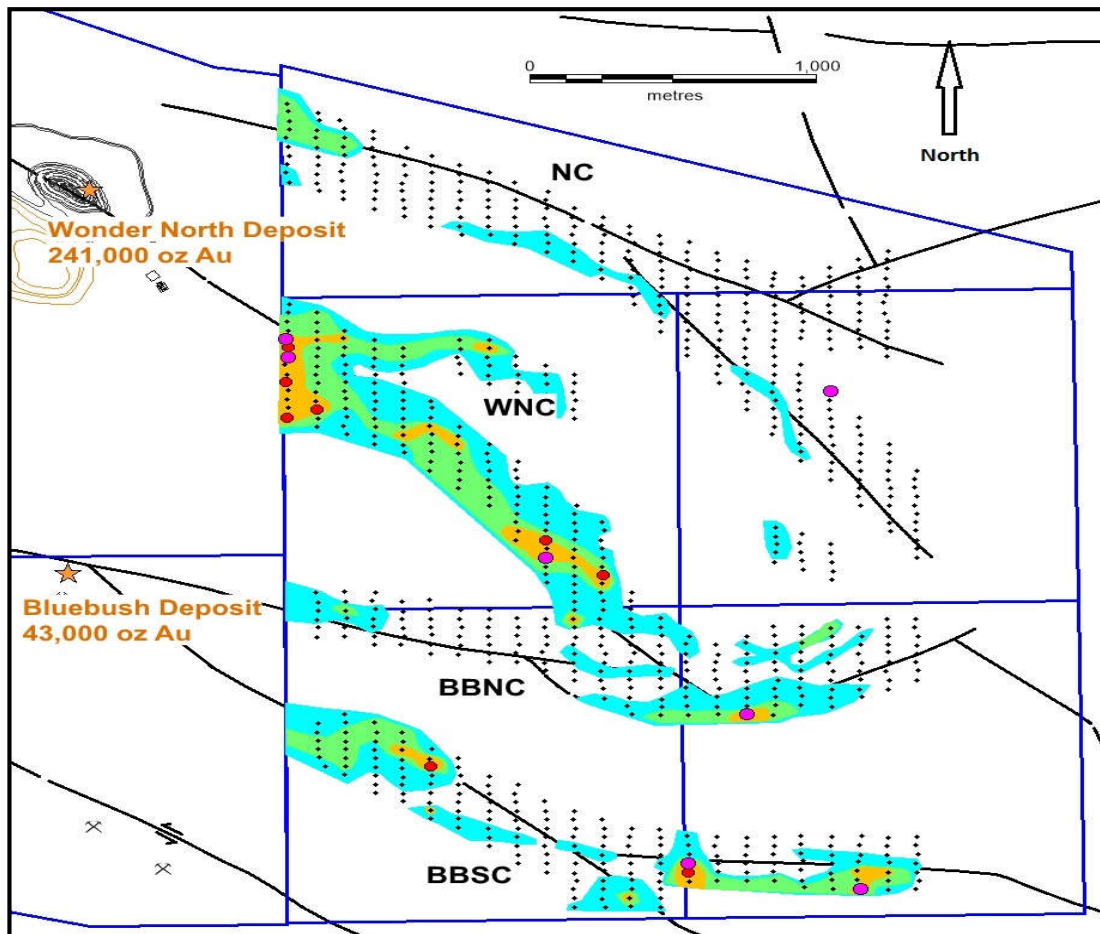 0 1,000
metres
North
NC
Wonder North Deposit
241,000 oz Au
WNC
Bluebush Deposit
43,000 oz Au
BBNC
BBSC